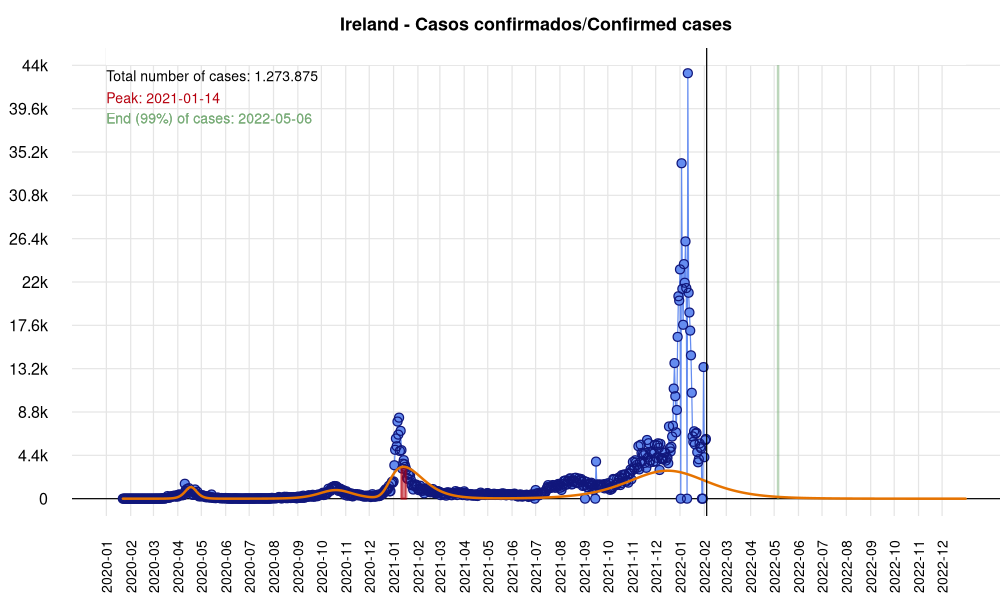 Ireland - Casos confirmados/Confirmed cases
Total number of cases: 1.273.875
Peak: 2021-01-14
End (99%) of cases: 2022-05-06
44k
39.6k
35.2k
30.8k
26.4k
22k
17.6k
13.2k
8.8k
4.4k
0
2020-01
2020-02
2020-03
2020-04
2020-05
2020-06
2020-07
2020-08
2020-09
2020-10
2020-11
2020-12
2021-01
2021-02
2021-03
2021-04
2021-05
2021-06
2021-07
2021-08
2021-09
2021-10
2021-11
2021-12
2022-01
2022-02
2022-03
2022-04
2022-05
2022-06
2022-07
2022-08
2022-09
2022-10
2022-11
2022-12